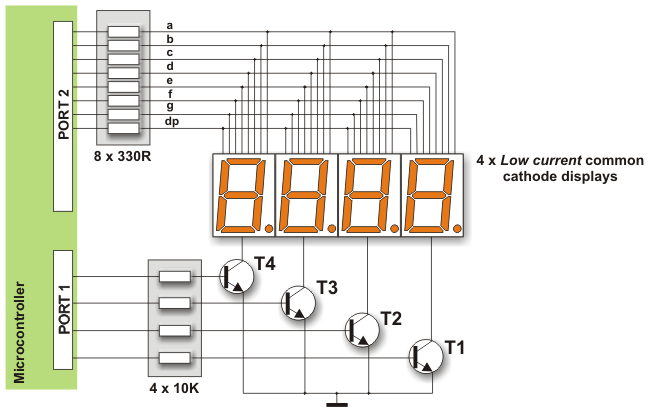 a
b
c
d
e
f
g
dp
PORT 2
8 x 330R
4 x Low current common
cathode displays
Microcontroller
PORT 1
T4
T3
T2
T1
4 x 10K